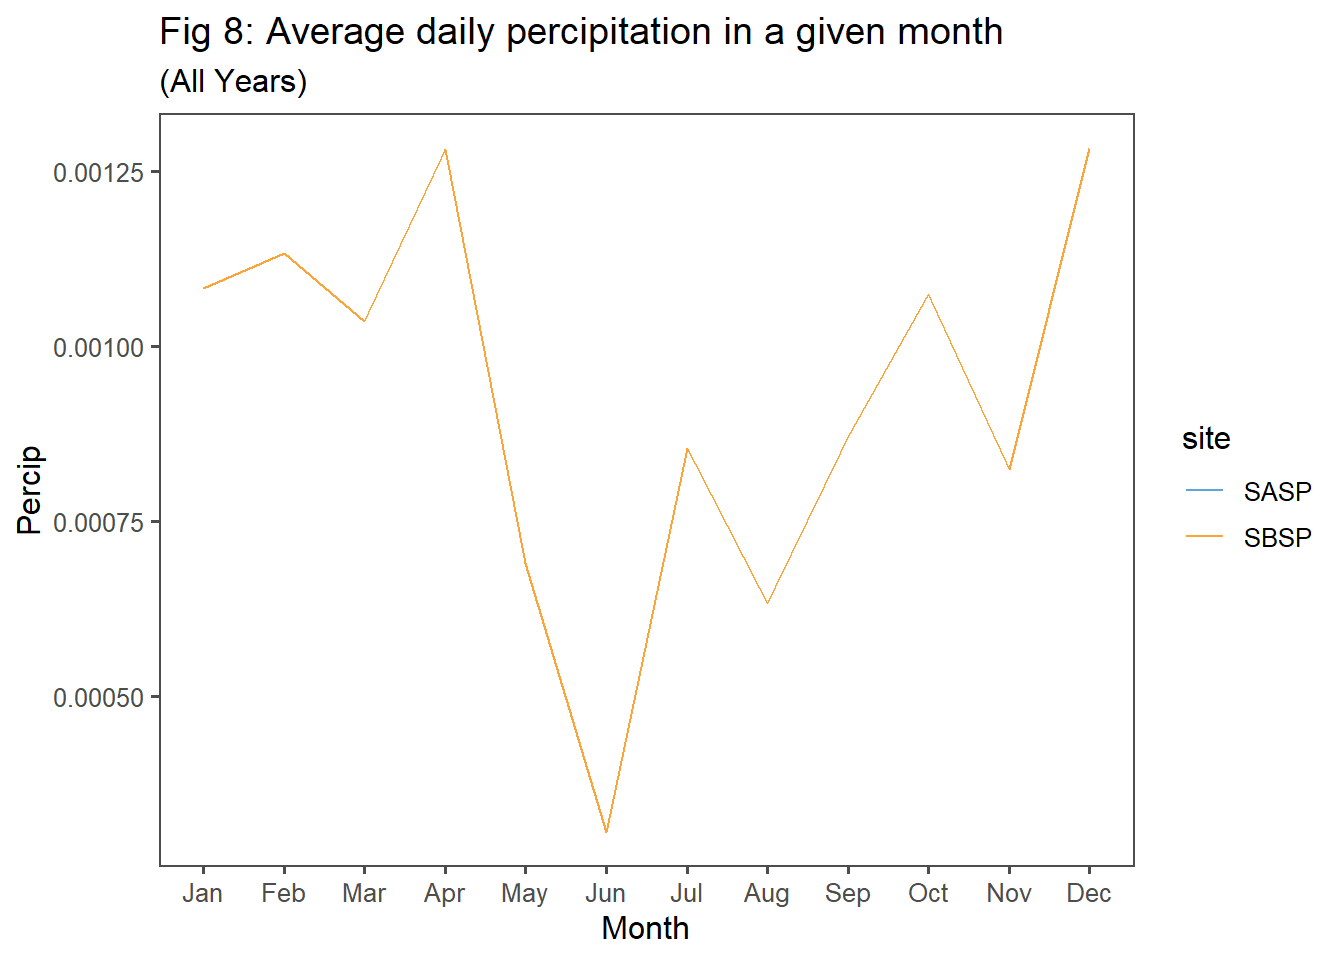 Fig 8: Average daily percipitation in a given month
(All Years)
0.00125
0.00100
0.00075
0.00050
Percip
Jan Feb Mar Apr May Jun Jul Aug Sep Oct Nov Dec
Month
site
SASP
SBSP